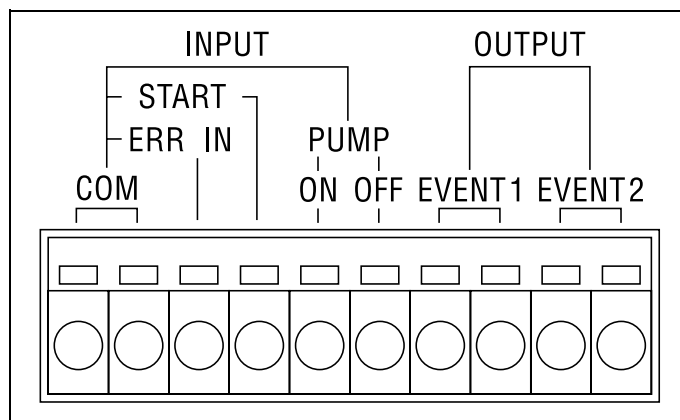 INPUT OUTPUT
START
ERR IN PUMP
COM ON OFF EVENT1 EVENT2